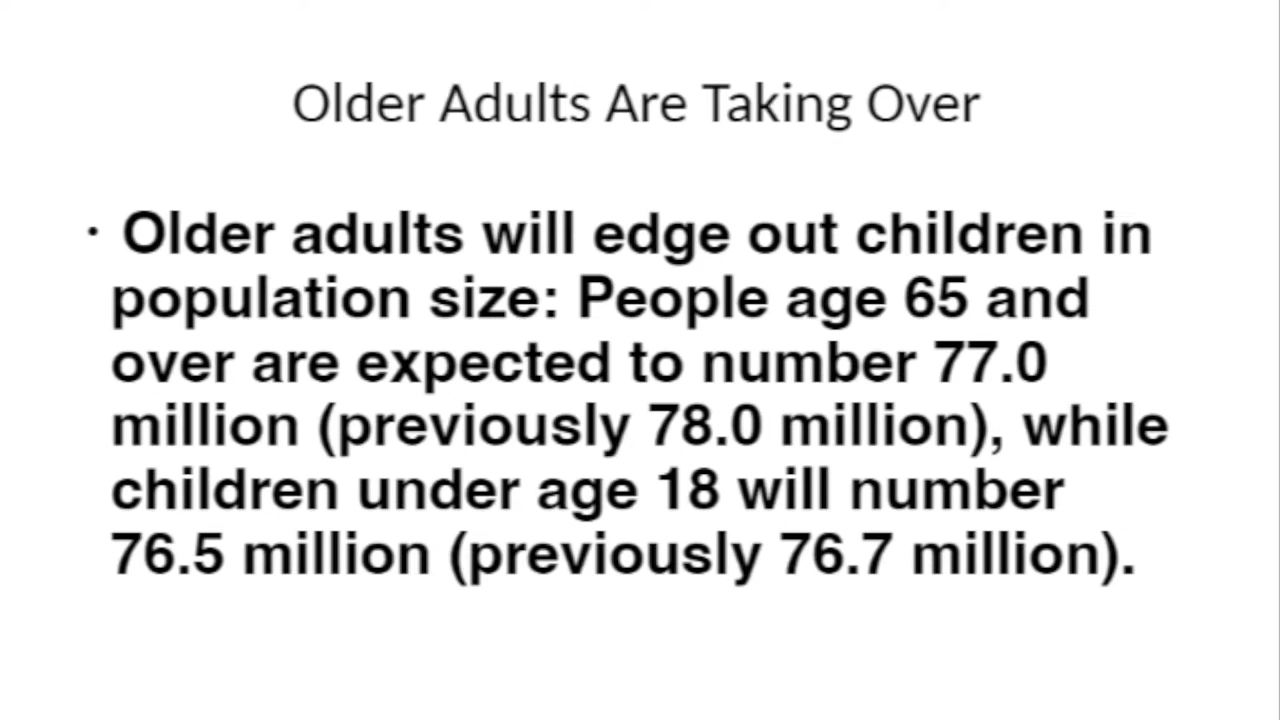 Older Adults Are Taking Over
· Older adults will edge out children in
population size: People age 65 and
over are expected to number 77.0
million (previously 78.0 million), while
children under age 18 will number
76.5 million (previously 76.7 million).